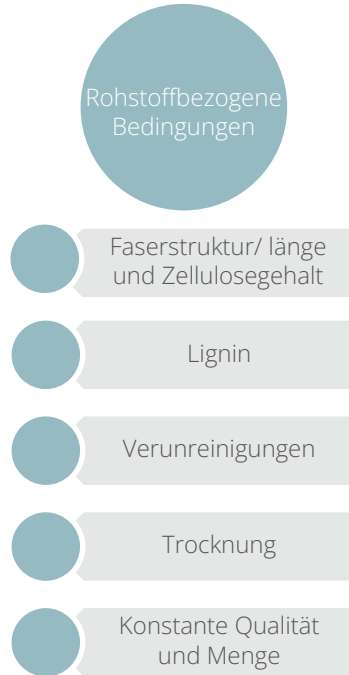 Rohstoffbezogene
Bedingungen
Faserstruktur/ länge
und Zellulosegehalt
Lignin
Verunreinigungen
Trocknung
Konstante Qualität
und Menge